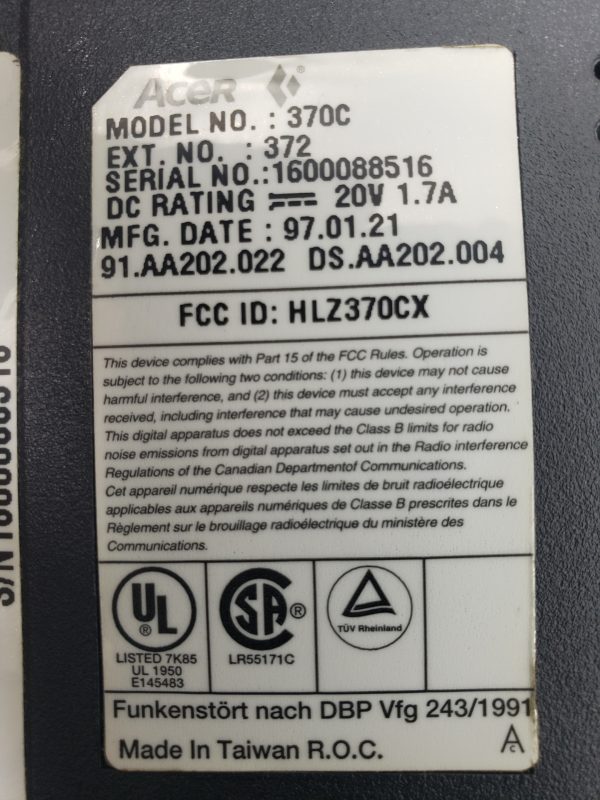 Acer ®
MODEL NO. : 370C
EXT. NO. : 372
SERIAL NO.:1600088516
DC RATING 20V 1.7A
MFG. DATE : 97.01.21
91.AA202.022 DS.AA202.004
FCC ID: HLZ370CX
This device complies with Part 15 of the FCC Rules. Operation is
subject to the following two conditions: (1) this device may not cause
harmful interference, and (2) this device must accept any interference
received, including interference that may cause undesired operation.
This digital apparatus does not exceed the Class B limits for radio
noise emissions from digital apparatus set out in the Radio interference
Regulations of the Canadian Departmentof Communications.
Cet appareil numérique respecte les limites de bruit radioélectrique
applicables aux appareils numériques de Classe B prescrites dans le
Règlement sur le brouillage radioélectrique du ministère des
Communications.
UL ®
LISTED 7K85
UL 1950
E145483
SA ®
LR55171C
TÜV Rheinland
Funkenstört nach DBP Vfg 243/1991
Made In Taiwan R.O.C.